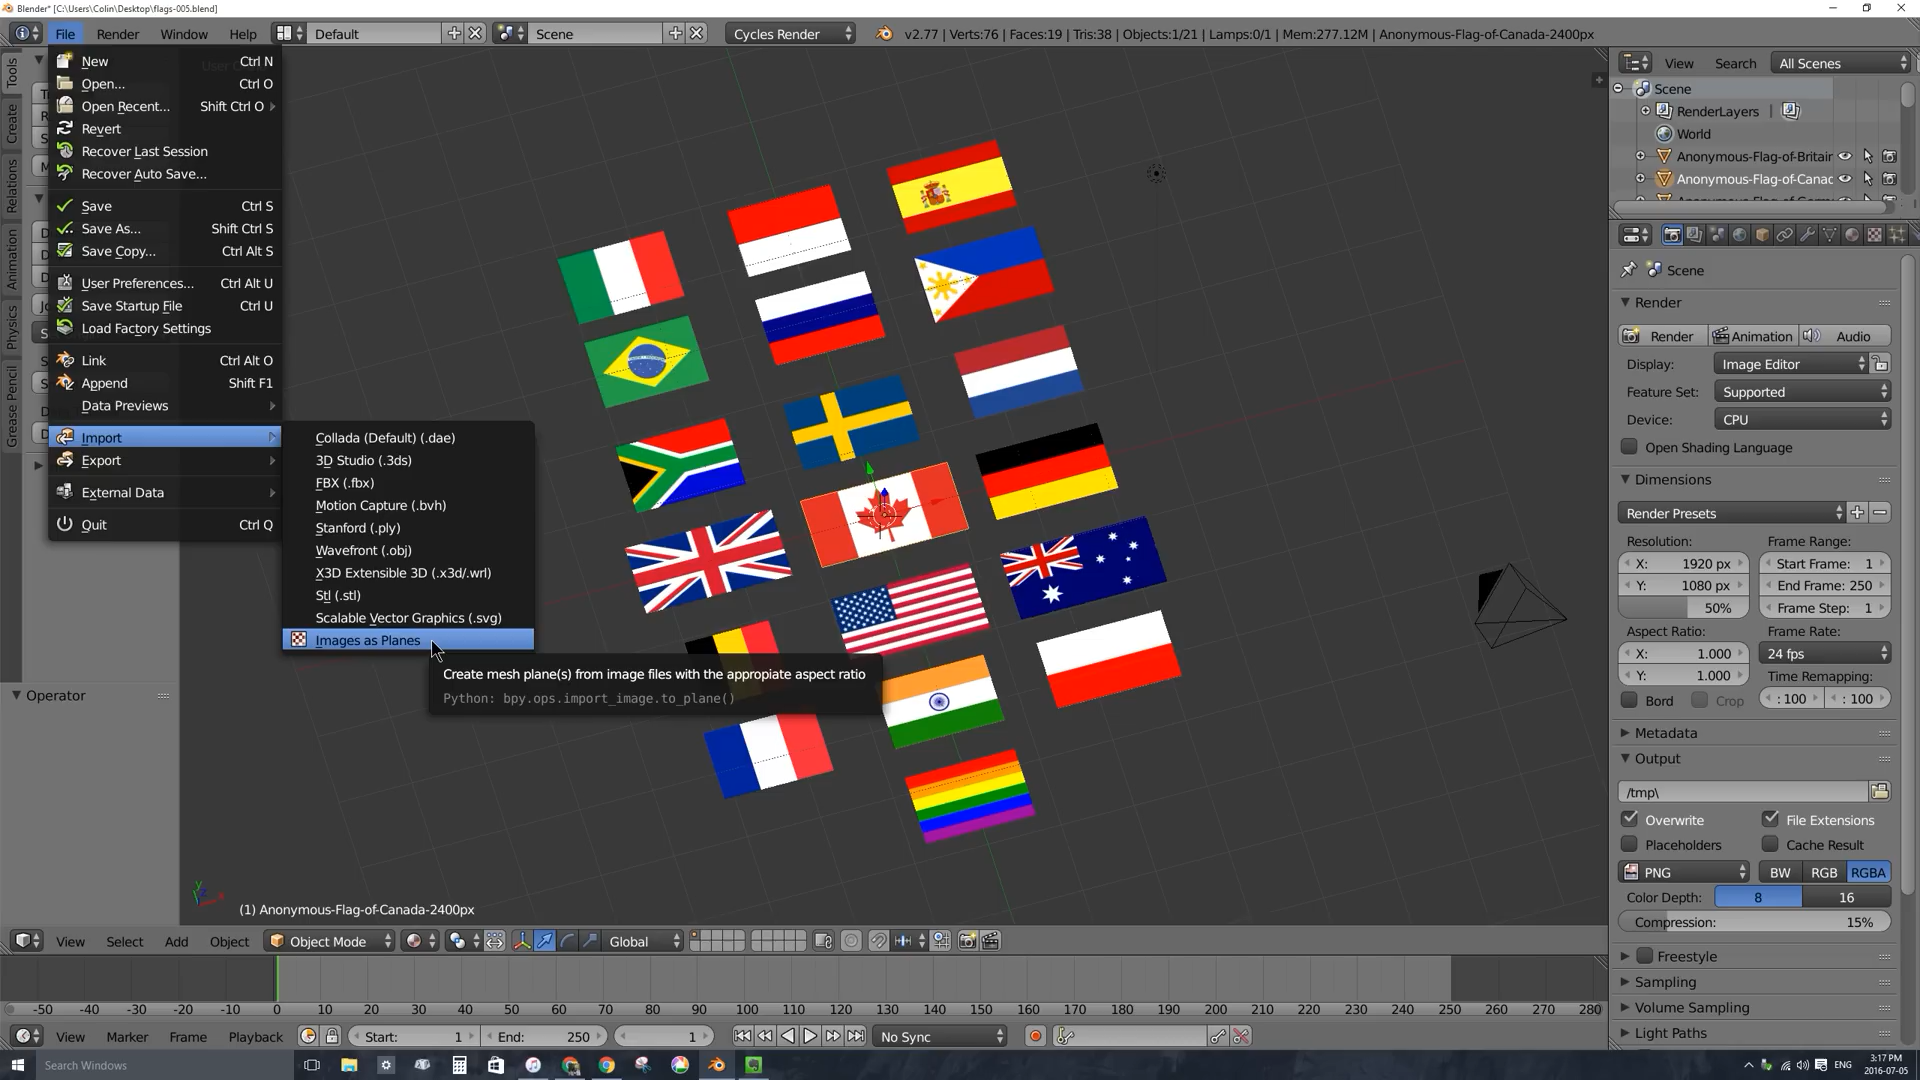 Blender* [C:\Users\Colin\Desktop\flags-005.blend]
File Render Window Help Default Scene Cycles Render v2.77 | Verts:76 | Faces:19 | Tris:38 | Objects:1/21 | Lamps:0/1 | Mem:277.12M | Anonymous-Flag-of-Canada-2400px
New Ctrl N
Open... Ctrl O
Open Recent... Shift Ctrl O
Revert
Recover Last Session
Recover Auto Save...
Save Ctrl S
Save As... Shift Ctrl S
Save Copy... Ctrl Alt S
User Preferences... Ctrl Alt U
Save Startup File Ctrl U
Load Factory Settings
Link Ctrl Alt O
Append Shift F1
Data Previews
Import
Export
External Data
Quit Ctrl Q
Collada (Default) (.dae)
3D Studio (.3ds)
FBX (.fbx)
Motion Capture (.bvh)
Stanford (.ply)
Wavefront (.obj)
X3D Extensible 3D (.x3d/.wrl)
Stl (.stl)
Scalable Vector Graphics (.svg)
Images as Planes
Create mesh plane(s) from image files with the appropiate aspect ratio
Python: bpy.ops.import_image.to_plane()
Tools
Create
Relations
Animation
Physics
Grease Pencil
Operator
(1) Anonymous-Flag-of-Canada-2400px
View Select Add Object Object Mode Global
-50 -40 -30 -20 -10 0 10 20 30 40 50 60 70 80 90 100 110 120 130 140 150 160 170 180 190 200 210 220 230 240 250 260 270 280
View Marker Frame Playback Start: 1 End: 250 1 No Sync
View Search All Scenes
Scene
RenderLayers
World
Anonymous-Flag-of-Britain
Anonymous-Flag-of-Canad
Scene
Render
Render Animation Audio
Display: Image Editor
Feature Set: Supported
Device: CPU
Open Shading Language
Dimensions
Render Presets
Resolution: Frame Range:
X: 1920 px Start Frame: 1
Y: 1080 px End Frame: 250
50% Frame Step: 1
Aspect Ratio: Frame Rate:
X: 1.000 24 fps
Y: 1.000 Time Remapping:
Bord Crop : 100 : 100
Metadata
Output
/tmp\
Overwrite File Extensions
Placeholders Cache Result
PNG BW RGB RGBA
Color Depth: 8 16
Compression: 15%
Freestyle
Sampling
Volume Sampling
Light Paths
Search Windows
ENG
3:17 PM
2016-07-05